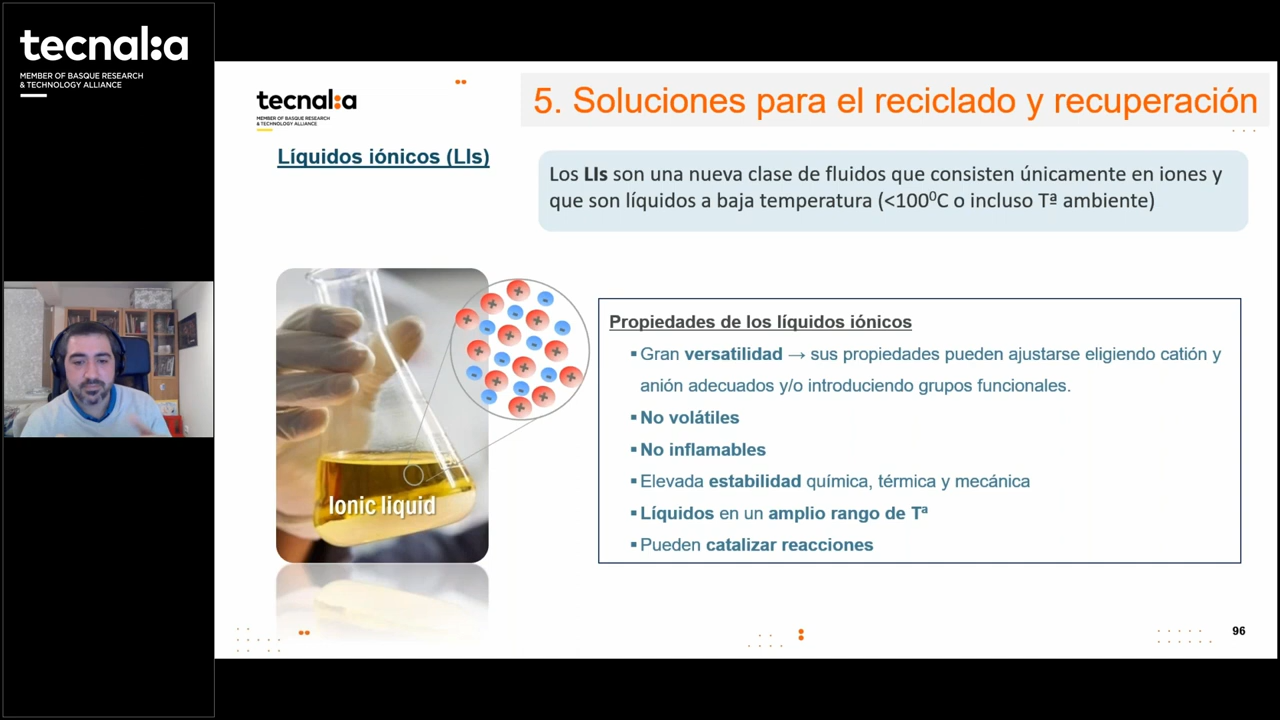 tecnal:a
MEMBER OF BASQUE RESEARCH
& TECHNOLOGY ALLIANCE
tecnal:a
MEMBER OF BASQUE RESEARCH
& TECHNOLOGY ALLIANCE
5. Soluciones para el reciclado y recuperación
Líquidos iónicos (LIs)
Los LIs son una nueva clase de fluidos que consisten únicamente en iones y
que son líquidos a baja temperatura (<100⁰C o incluso Tª ambiente)
Ionic liquid
Propiedades de los líquidos iónicos
▪Gran versatilidad → sus propiedades pueden ajustarse eligiendo catión y
anión adecuados y/o introduciendo grupos funcionales.
▪No volátiles
▪No inflamables
▪Elevada estabilidad química, térmica y mecánica
▪Líquidos en un amplio rango de Tª
▪Pueden catalizar reacciones
96